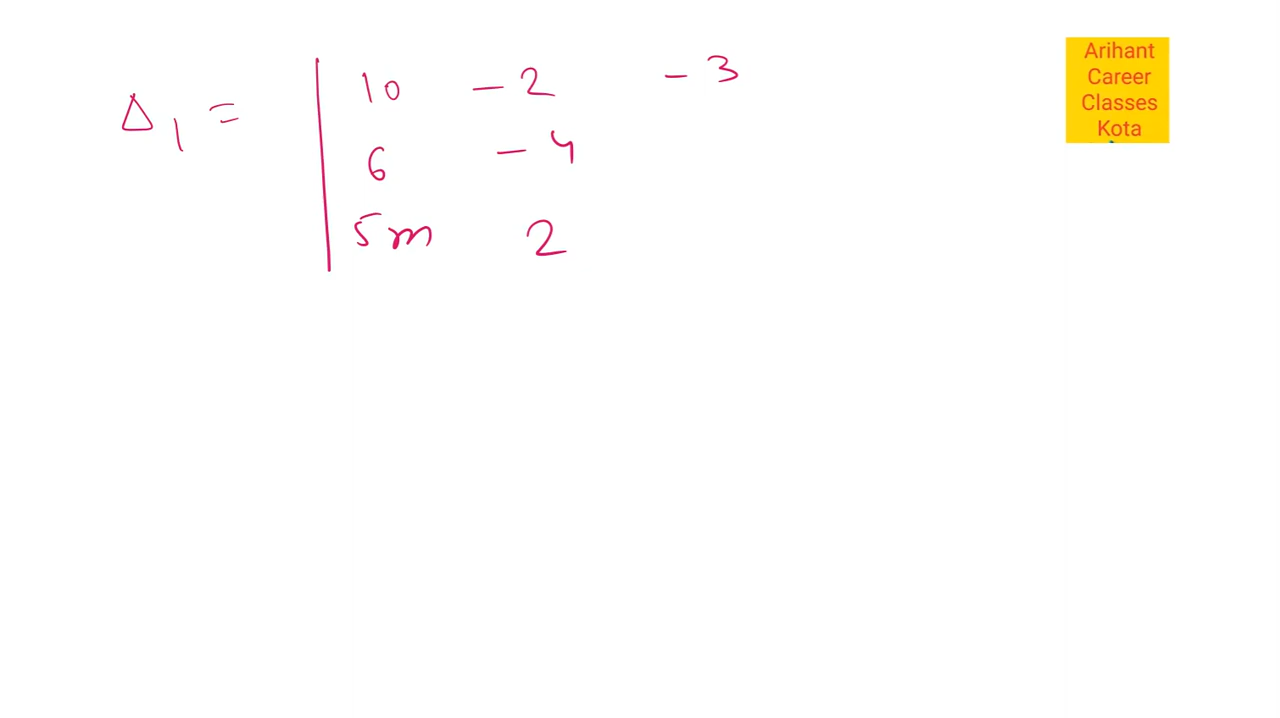 Δ₁ = | 10 - 2 - 3
6 - 4
5m 2
Arihant
Career
Classes
Kota